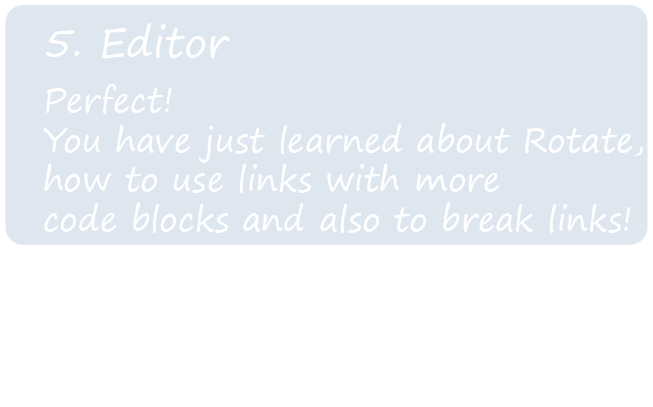 5. Editor
Perfect!
You have just learned about Rotate,
how to use links with more
code blocks and also to break links!